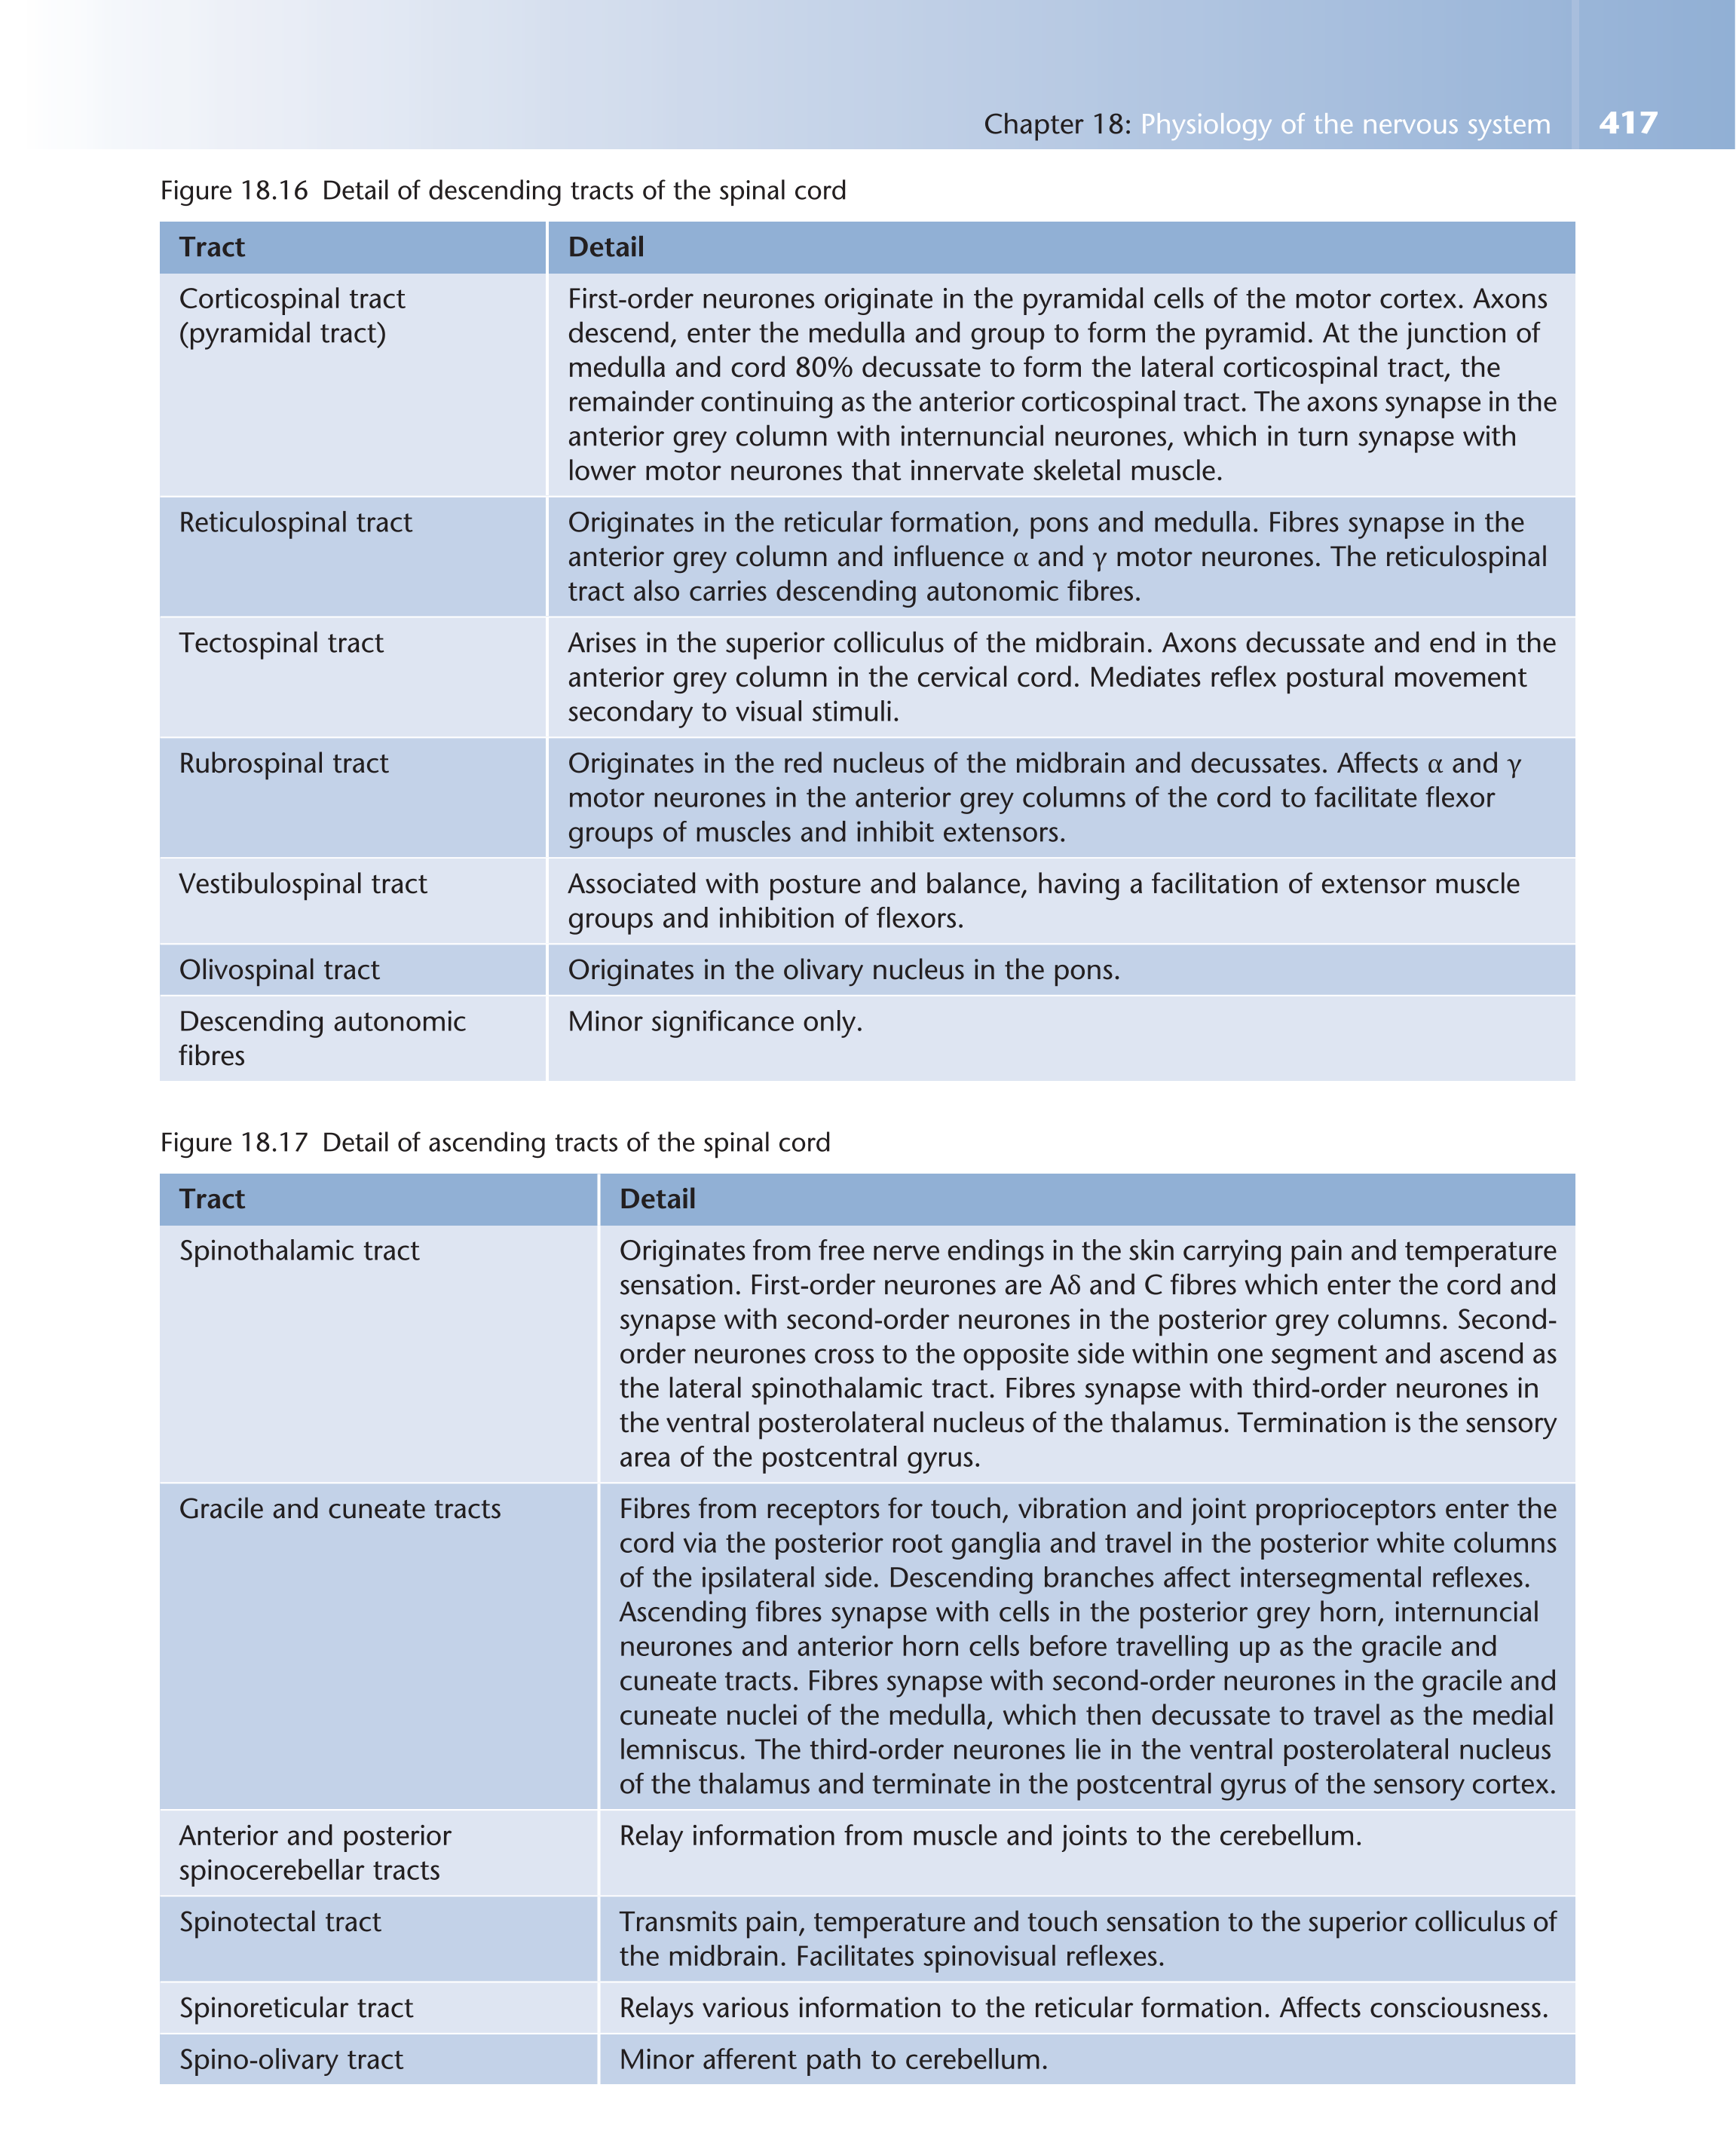 Chapter 18: Physiology of the nervous system 417
Figure 18.16 Detail of descending tracts of the spinal cord
Tract Detail
Corticospinal tract
(pyramidal tract)
First-order neurones originate in the pyramidal cells of the motor cortex. Axons
descend, enter the medulla and group to form the pyramid. At the junction of
medulla and cord 80% decussate to form the lateral corticospinal tract, the
remainder continuing as the anterior corticospinal tract. The axons synapse in the
anterior grey column with internuncial neurones, which in turn synapse with
lower motor neurones that innervate skeletal muscle.
Reticulospinal tract
Originates in the reticular formation, pons and medulla. Fibres synapse in the
anterior grey column and influence α and γ motor neurones. The reticulospinal
tract also carries descending autonomic fibres.
Tectospinal tract
Arises in the superior colliculus of the midbrain. Axons decussate and end in the
anterior grey column in the cervical cord. Mediates reflex postural movement
secondary to visual stimuli.
Rubrospinal tract
Originates in the red nucleus of the midbrain and decussates. Affects α and γ
motor neurones in the anterior grey columns of the cord to facilitate flexor
groups of muscles and inhibit extensors.
Vestibulospinal tract
Associated with posture and balance, having a facilitation of extensor muscle
groups and inhibition of flexors.
Olivospinal tract
Originates in the olivary nucleus in the pons.
Descending autonomic
fibres
Minor significance only.
Figure 18.17 Detail of ascending tracts of the spinal cord
Tract Detail
Spinothalamic tract
Originates from free nerve endings in the skin carrying pain and temperature
sensation. First-order neurones are Aδ and C fibres which enter the cord and
synapse with second-order neurones in the posterior grey columns. Second-
order neurones cross to the opposite side within one segment and ascend as
the lateral spinothalamic tract. Fibres synapse with third-order neurones in
the ventral posterolateral nucleus of the thalamus. Termination is the sensory
area of the postcentral gyrus.
Gracile and cuneate tracts
Fibres from receptors for touch, vibration and joint proprioceptors enter the
cord via the posterior root ganglia and travel in the posterior white columns
of the ipsilateral side. Descending branches affect intersegmental reflexes.
Ascending fibres synapse with cells in the posterior grey horn, internuncial
neurones and anterior horn cells before travelling up as the gracile and
cuneate tracts. Fibres synapse with second-order neurones in the gracile and
cuneate nuclei of the medulla, which then decussate to travel as the medial
lemniscus. The third-order neurones lie in the ventral posterolateral nucleus
of the thalamus and terminate in the postcentral gyrus of the sensory cortex.
Anterior and posterior
spinocerebellar tracts
Relay information from muscle and joints to the cerebellum.
Spinotectal tract
Transmits pain, temperature and touch sensation to the superior colliculus of
the midbrain. Facilitates spinovisual reflexes.
Spinoreticular tract
Relays various information to the reticular formation. Affects consciousness.
Spino-olivary tract
Minor afferent path to cerebellum.